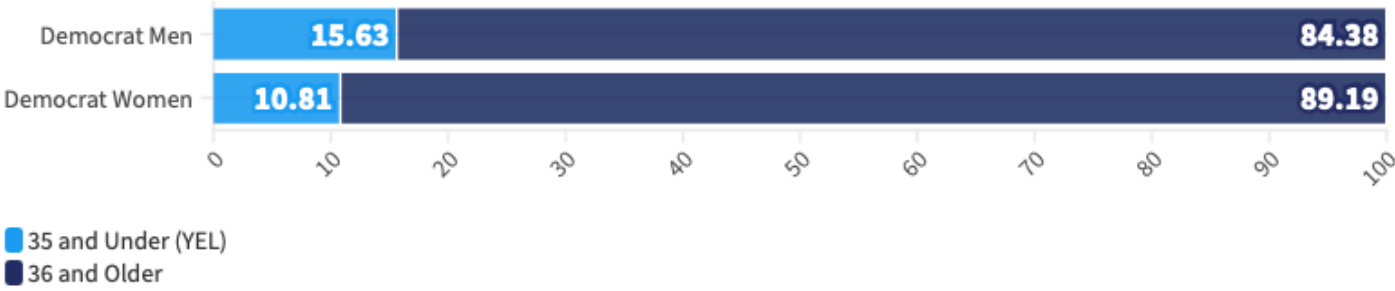 Democrat Men 15.63 84.38
Democrat Women 10.81 89.19
0 10 20 30 40 50 60 70 80 90 100
35 and Under (YEL)
36 and Older